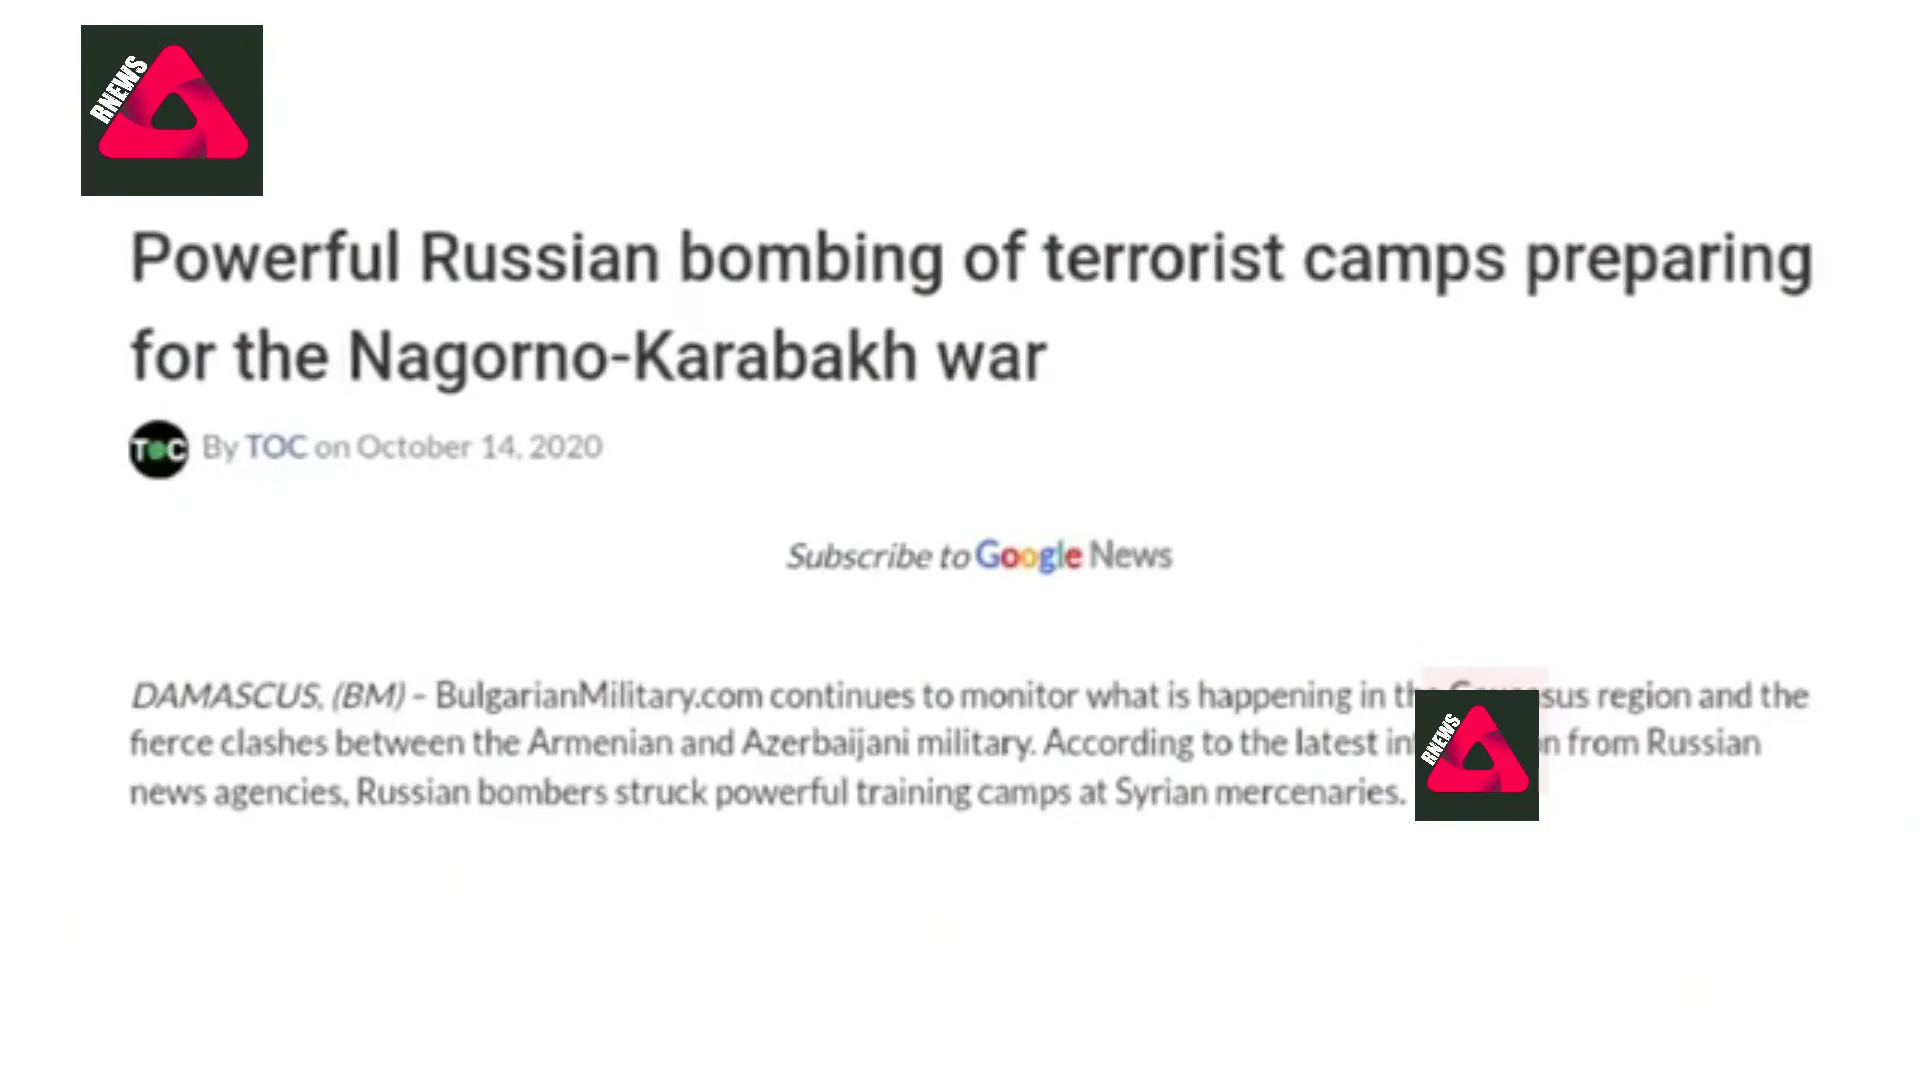 RNEWS
Powerful Russian bombing of terrorist camps preparing
for the Nagorno-Karabakh war
TOC By TOC on October 14, 2020
Subscribe to Google News
DAMASCUS, (BM) – BulgarianMilitary.com continues to monitor what is happening in region and the
fierce clashes between the Armenian and Azerbaijani military. According to the latest from Russian
news agencies, Russian bombers struck powerful training camps at Syrian mercenaries.
RNEWS